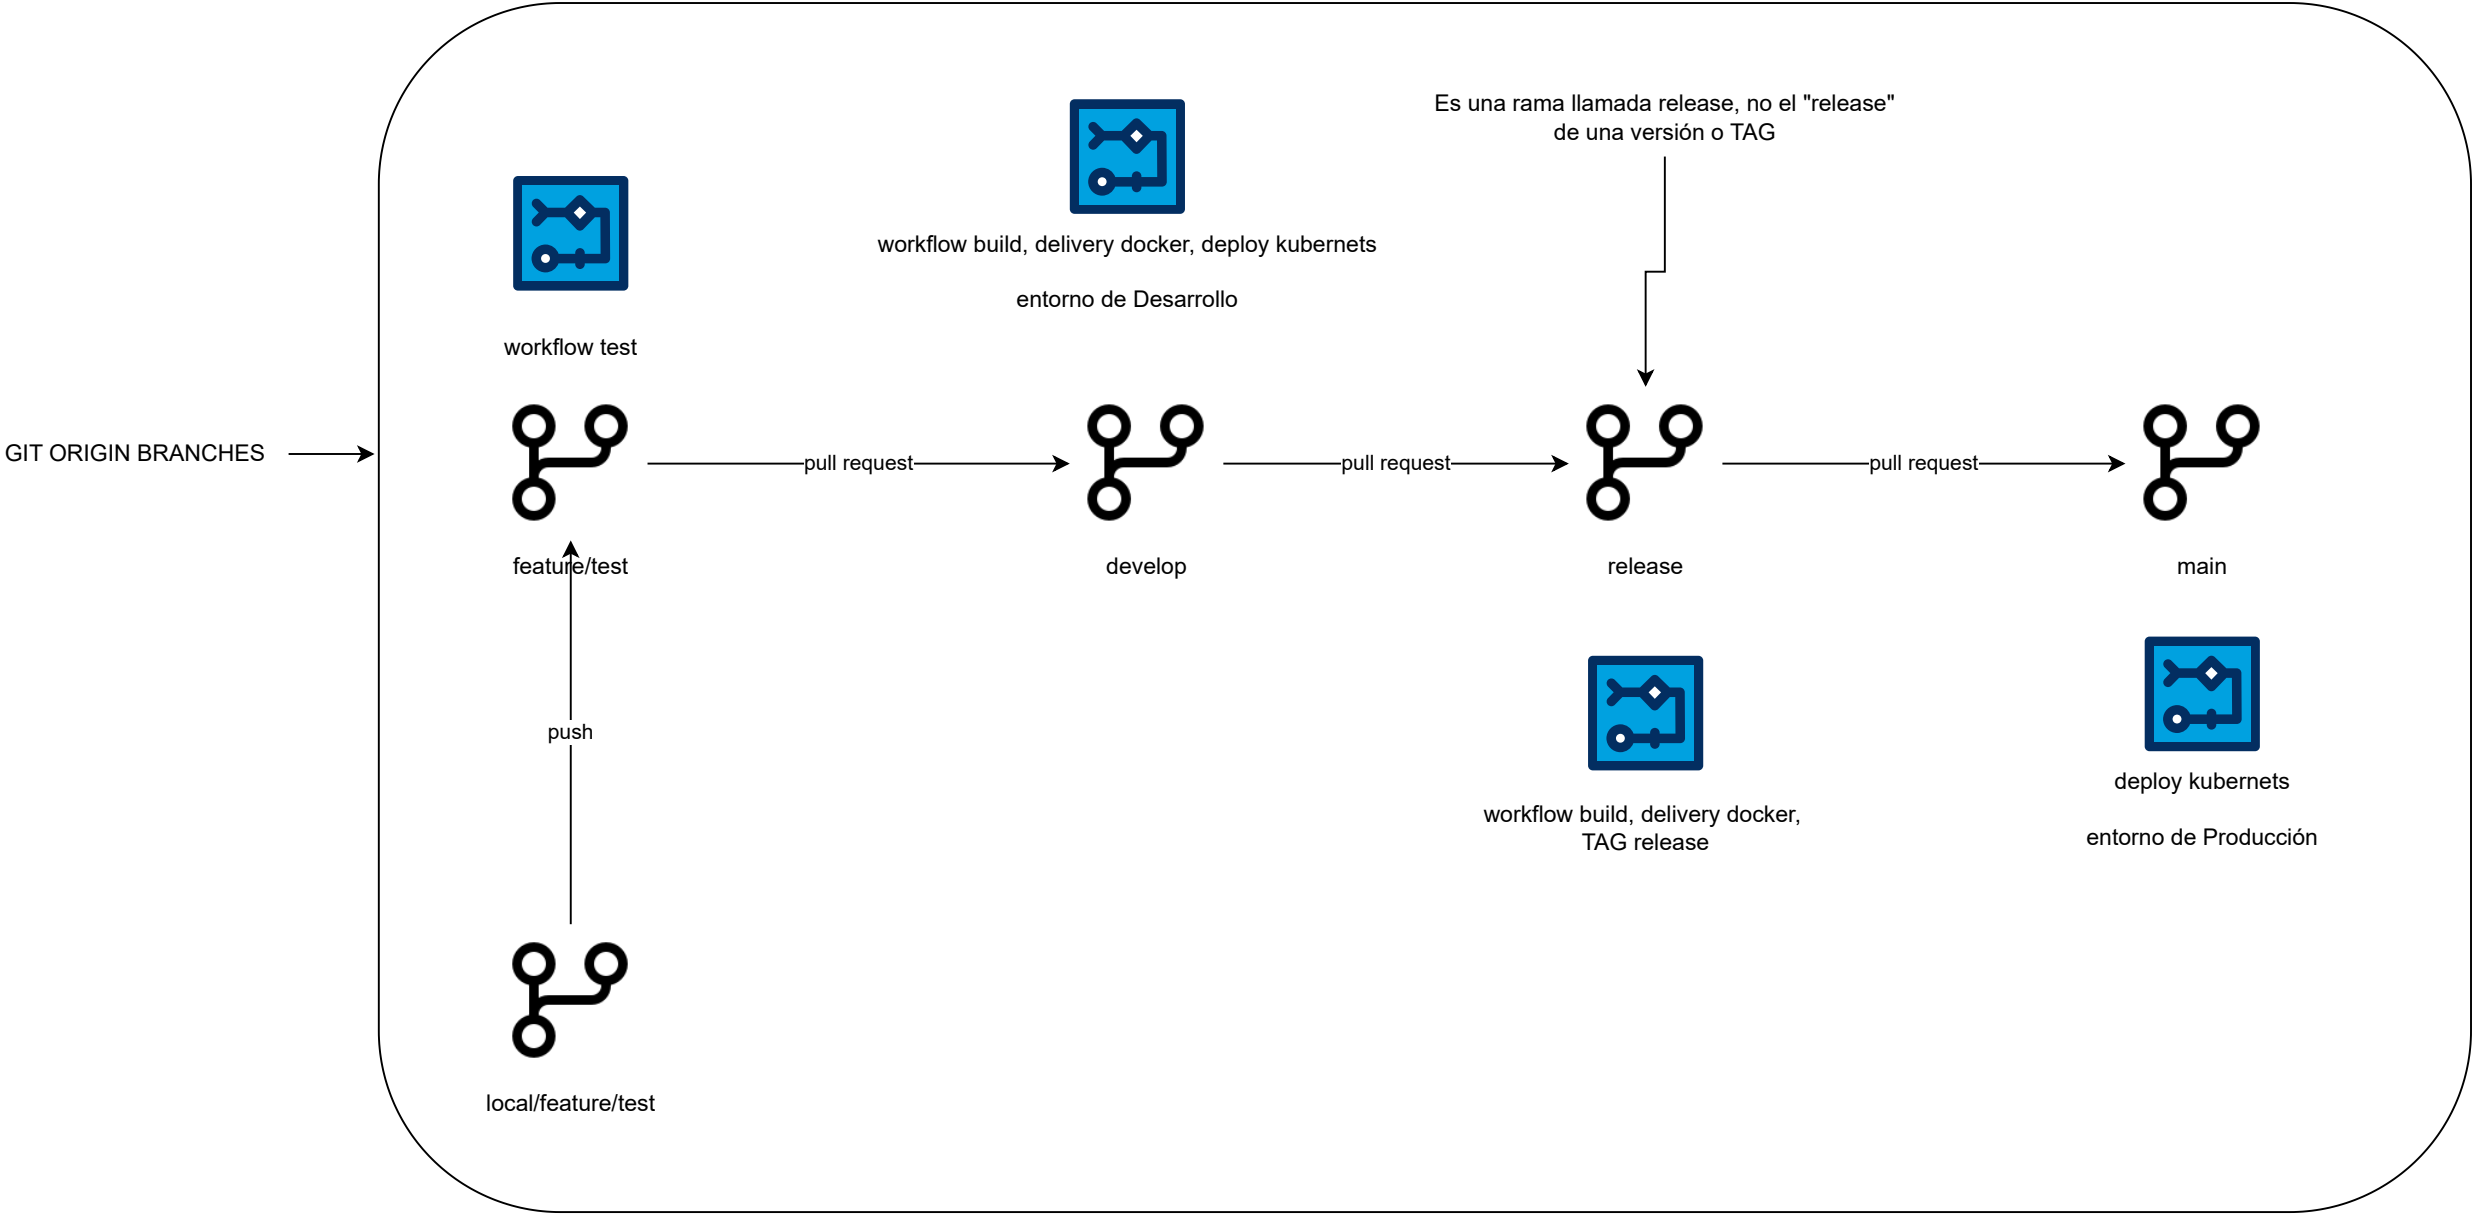 Es una rama llamada release, no el "release"
de una versión o TAG
workflow build, delivery docker, deploy kubernets
entorno de Desarrollo
workflow test
GIT ORIGIN BRANCHES
pull request
pull request
pull request
feature/test
develop
release
main
push
deploy kubernets
entorno de Producción
workflow build, delivery docker,
TAG release
local/feature/test